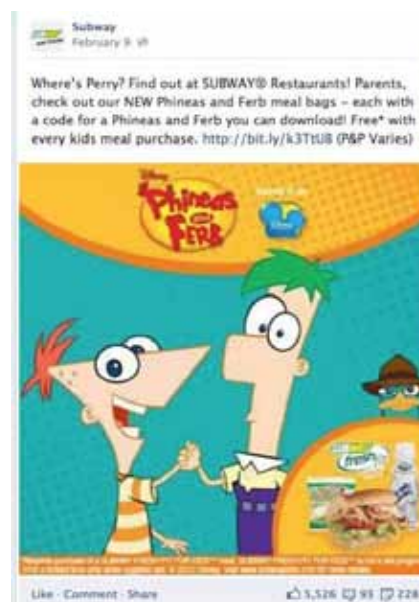 Subway
February 9
Where's Perry? Find out at SUBWAY® Restaurants! Parents,
check out our NEW Phineas and Ferb meal bags – each with
a code for a Phineas and Ferb you can download! Free* with
every kids meal purchase. http://bit.ly/k3TtU8 (P&P Varies)
Disney
Phineas
AND
FERB
fresh
Like · Comment · Share
5,526 93 228